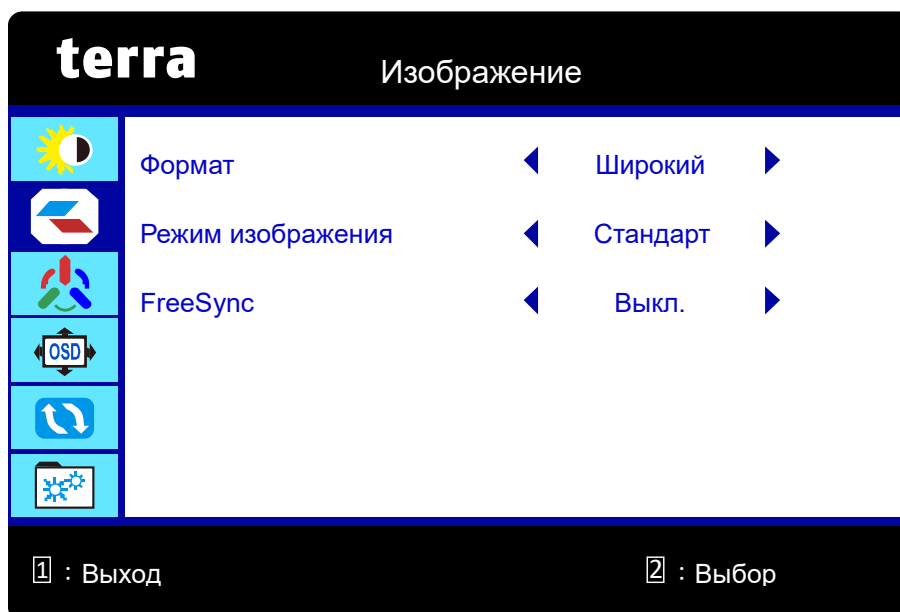 terra
Изображение
Формат Широкий
Режим изображения Стандарт
FreeSync Выкл.
OSD
1 : Выход 2 : Выбор